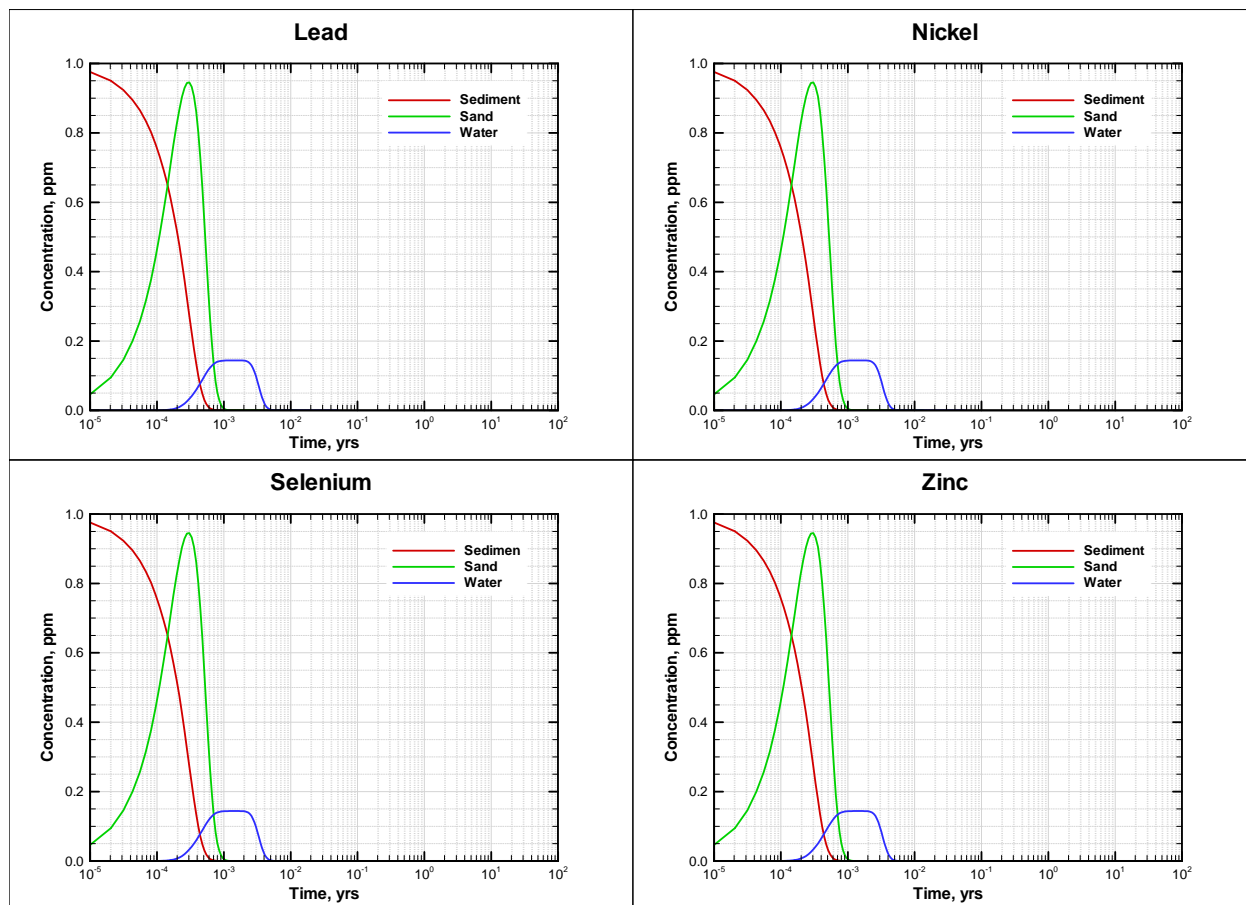 Lead
1.0
0.8
0.6
0.4
0.2
0.0
Concentration, ppm
Sediment
Sand
Water
10⁻⁵ 10⁻⁴ 10⁻³ 10⁻² 10⁻¹ 10⁰ 10¹ 10²
Time, yrs
Nickel
1.0
0.8
0.6
0.4
0.2
0.0
Concentration, ppm
Sediment
Sand
Water
10⁻⁵ 10⁻⁴ 10⁻³ 10⁻² 10⁻¹ 10⁰ 10¹ 10²
Time, yrs
Selenium
1.0
0.8
0.6
0.4
0.2
0.0
Concentration, ppm
Sedimen
Sand
Water
10⁻⁵ 10⁻⁴ 10⁻³ 10⁻² 10⁻¹ 10⁰ 10¹ 10²
Time, yrs
Zinc
1.0
0.8
0.6
0.4
0.2
0.0
Concentration, ppm
Sediment
Sand
Water
10⁻⁵ 10⁻⁴ 10⁻³ 10⁻² 10⁻¹ 10⁰ 10¹ 10²
Time, yrs